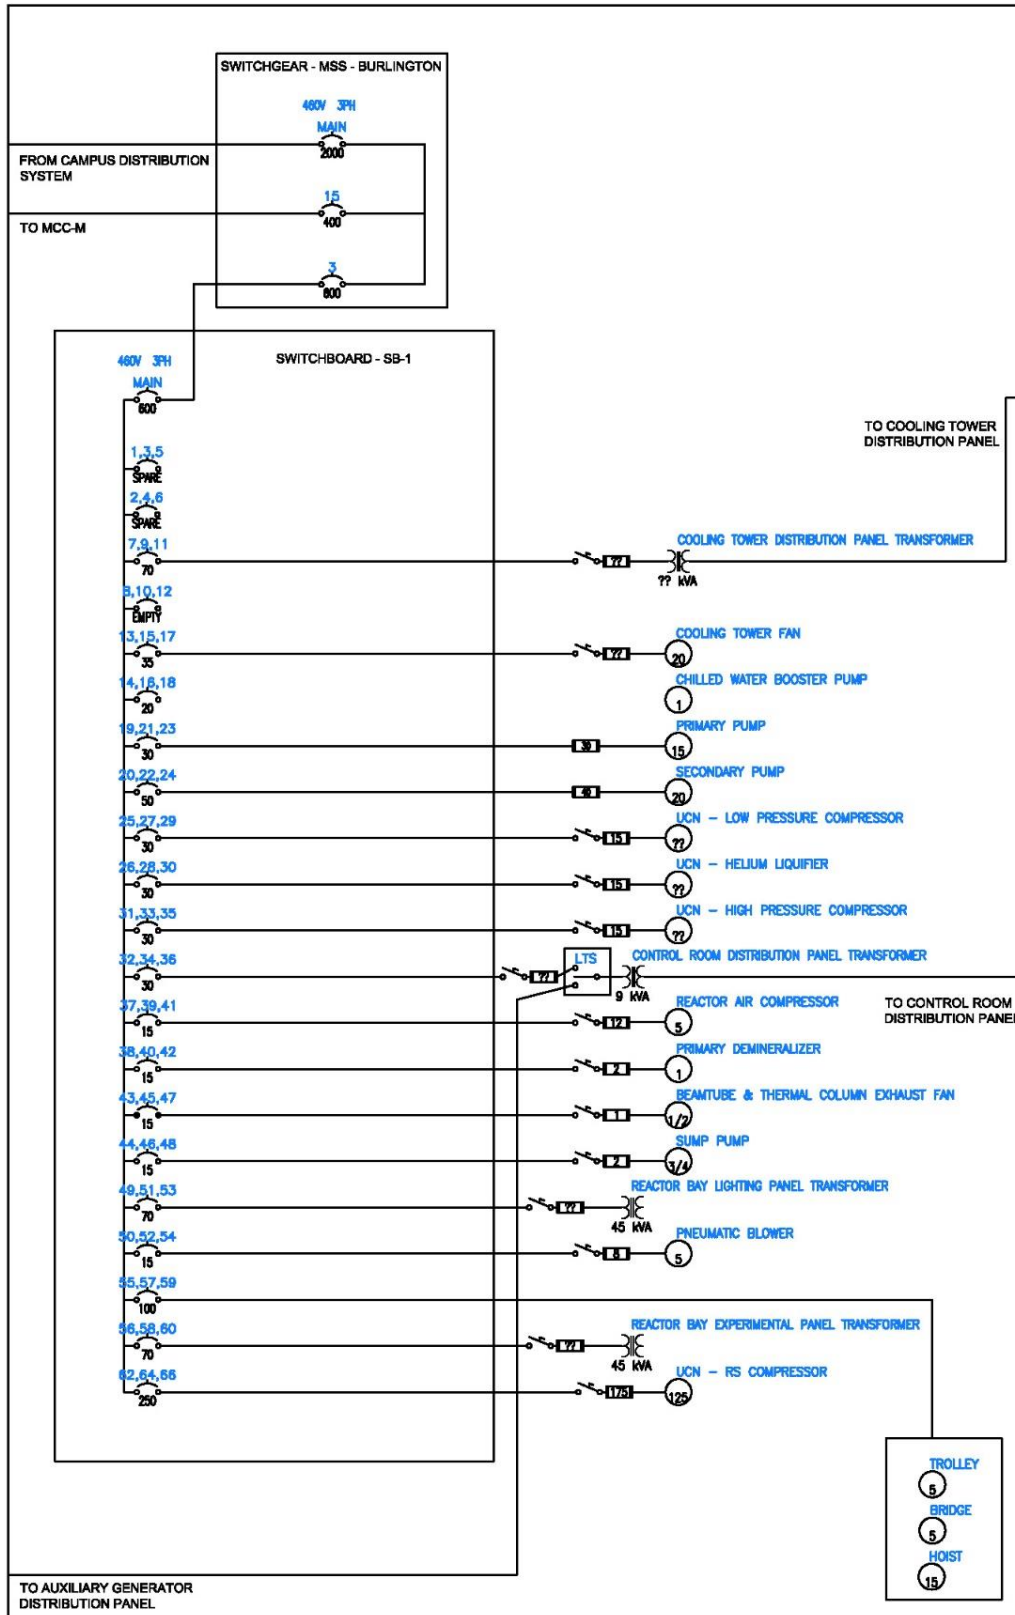 SWITCHGEAR - MSS - BURLINGTON
460V 3PH
MAIN
2000
FROM CAMPUS DISTRIBUTION
SYSTEM
15
400
TO MCC-M
3
600
SWITCHBOARD - SB-1
460V 3PH
MAIN
600
TO COOLING TOWER
DISTRIBUTION PANEL
1,3,5
SPARE
2,4,6
SPARE
7,9,11
70
??
COOLING TOWER DISTRIBUTION PANEL TRANSFORMER
?? kVA
8,10,12
EMPTY
13,15,17
35
??
COOLING TOWER FAN
20
14,16,18
20
CHILLED WATER BOOSTER PUMP
1
19,21,23
30
30
PRIMARY PUMP
15
20,22,24
50
40
SECONDARY PUMP
20
25,27,29
30
15
UCN - LOW PRESSURE COMPRESSOR
??
26,28,30
30
15
UCN - HELIUM LIQUIFIER
??
31,33,35
30
15
UCN - HIGH PRESSURE COMPRESSOR
??
32,34,36
30
??
LTS
CONTROL ROOM DISTRIBUTION PANEL TRANSFORMER
9 kVA
TO CONTROL ROOM
DISTRIBUTION PANEL
37,39,41
15
12
REACTOR AIR COMPRESSOR
5
38,40,42
15
2
PRIMARY DEMINERALIZER
1
43,45,47
15
1
BEAMTUBE & THERMAL COLUMN EXHAUST FAN
1/2
44,46,48
15
2
SUMP PUMP
3/4
49,51,53
70
??
REACTOR BAY LIGHTING PANEL TRANSFORMER
45 kVA
50,52,54
15
8
PNEUMATIC BLOWER
5
55,57,59
100
56,58,60
70
??
REACTOR BAY EXPERIMENTAL PANEL TRANSFORMER
45 kVA
62,64,66
250
175
UCN - RS COMPRESSOR
125
TROLLEY
5
BRIDGE
5
HOIST
15
TO AUXILIARY GENERATOR
DISTRIBUTION PANEL